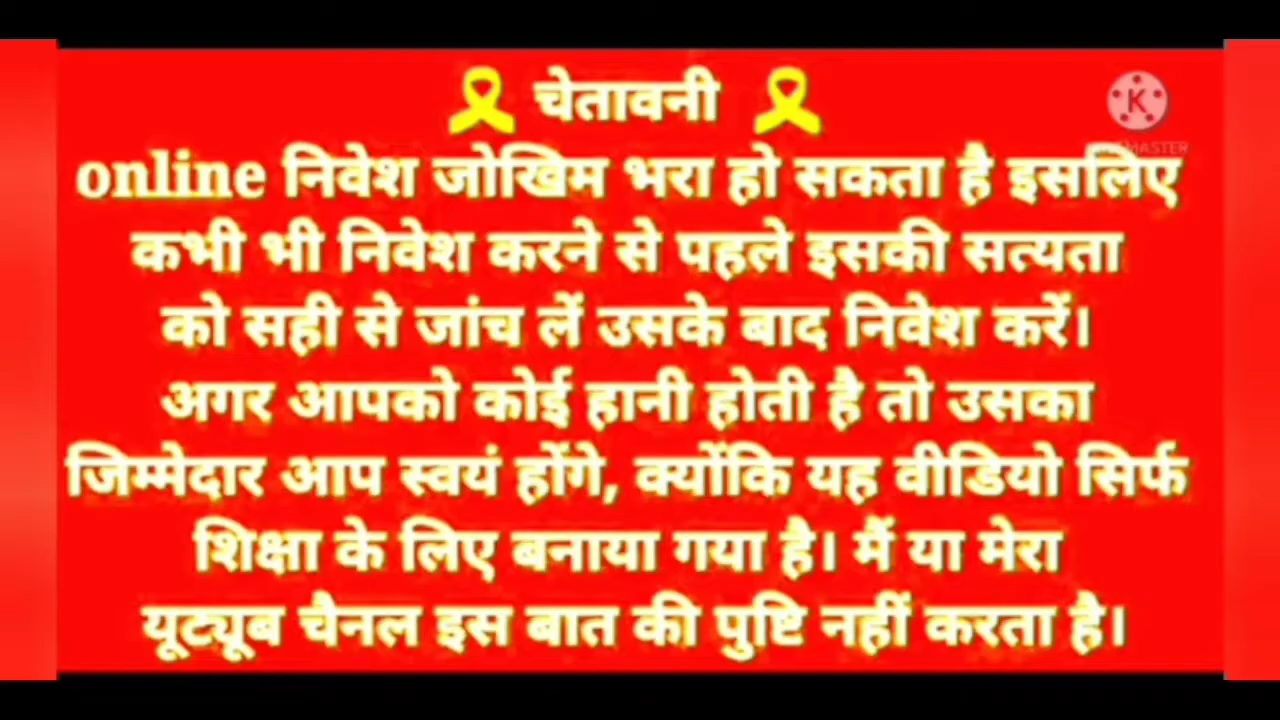 🎗 चेतावनी 🎗
online निवेश जोखिम भरा हो सकता है इसलिए
कभी भी निवेश करने से पहले इसकी सत्यता
को सही से जांच लें उसके बाद निवेश करें।
अगर आपको कोई हानी होती है तो उसका
जिम्मेदार आप स्वयं होंगे, क्योंकि यह वीडियो सिर्फ
शिक्षा के लिए बनाया गया है। मैं या मेरा
यूट्यूब चैनल इस बात की पुष्टि नहीं करता है।
K